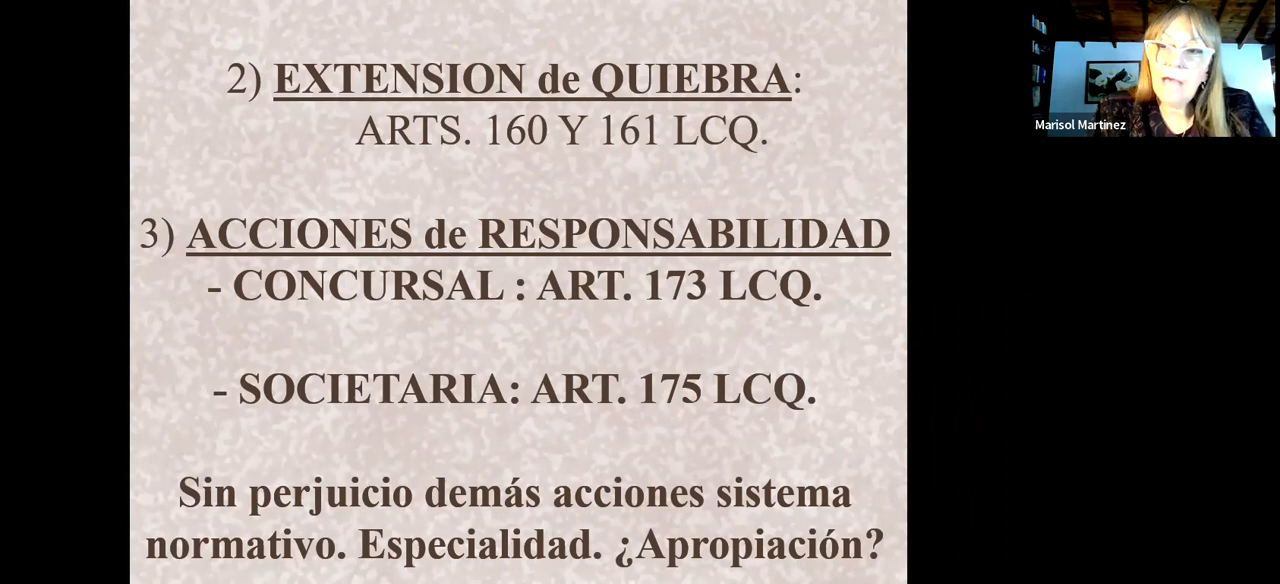 2) EXTENSION de QUIEBRA:
ARTS. 160 Y 161 LCQ.
3) ACCIONES de RESPONSABILIDAD
- CONCURSAL : ART. 173 LCQ.
- SOCIETARIA: ART. 175 LCQ.
Sin perjuicio demás acciones sistema
normativo. Especialidad. ¿Apropiación?
Marisol Martinez